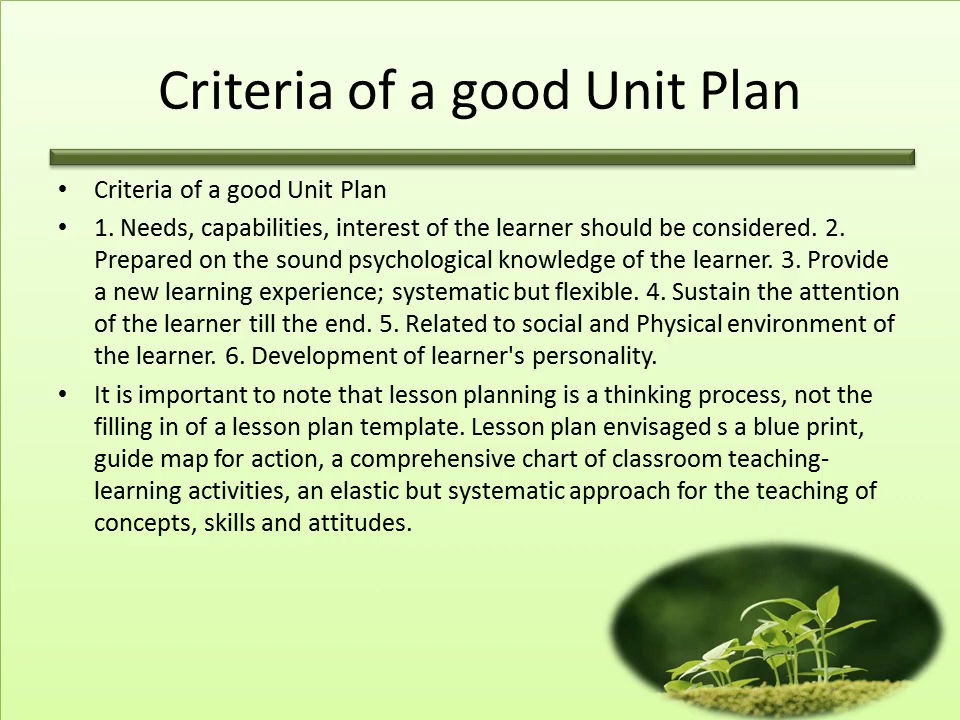 Criteria of a good Unit Plan
• Criteria of a good Unit Plan
• 1. Needs, capabilities, interest of the learner should be considered. 2.
Prepared on the sound psychological knowledge of the learner. 3. Provide
a new learning experience; systematic but flexible. 4. Sustain the attention
of the learner till the end. 5. Related to social and Physical environment of
the learner. 6. Development of learner's personality.
• It is important to note that lesson planning is a thinking process, not the
filling in of a lesson plan template. Lesson plan envisaged s a blue print,
guide map for action, a comprehensive chart of classroom teaching-
learning activities, an elastic but systematic approach for the teaching of
concepts, skills and attitudes.